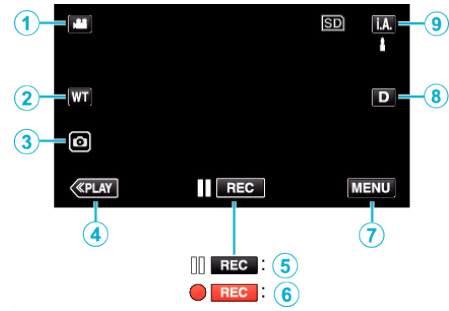 1 SD i.A. 9
2 WT D 8
3
≪PLAY REC MENU
4 7
REC : 5
REC : 6